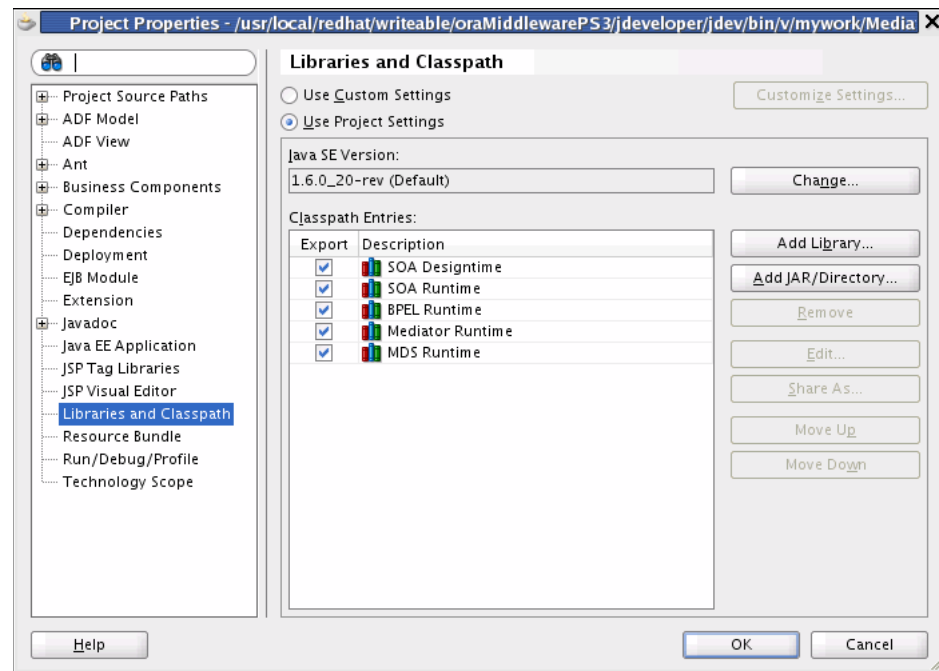 Project Properties - /usr/local/redhat/writeable/oraMiddlewarePS3/jdeveloper/jdev/bin/v/mywork/Media
Project Source Paths
ADF Model
ADF View
Ant
Business Components
Compiler
Dependencies
Deployment
EJB Module
Extension
Javadoc
Java EE Application
JSP Tag Libraries
JSP Visual Editor
Libraries and Classpath
Resource Bundle
Run/Debug/Profile
Technology Scope
Libraries and Classpath
Use Custom Settings
Customize Settings...
Use Project Settings
Java SE Version:
1.6.0_20-rev (Default)
Change...
Classpath Entries:
Export Description
SOA Designtime
SOA Runtime
BPEL Runtime
Mediator Runtime
MDS Runtime
Add Library...
Add JAR/Directory...
Remove
Edit...
Share As...
Move Up
Move Down
Help
OK
Cancel